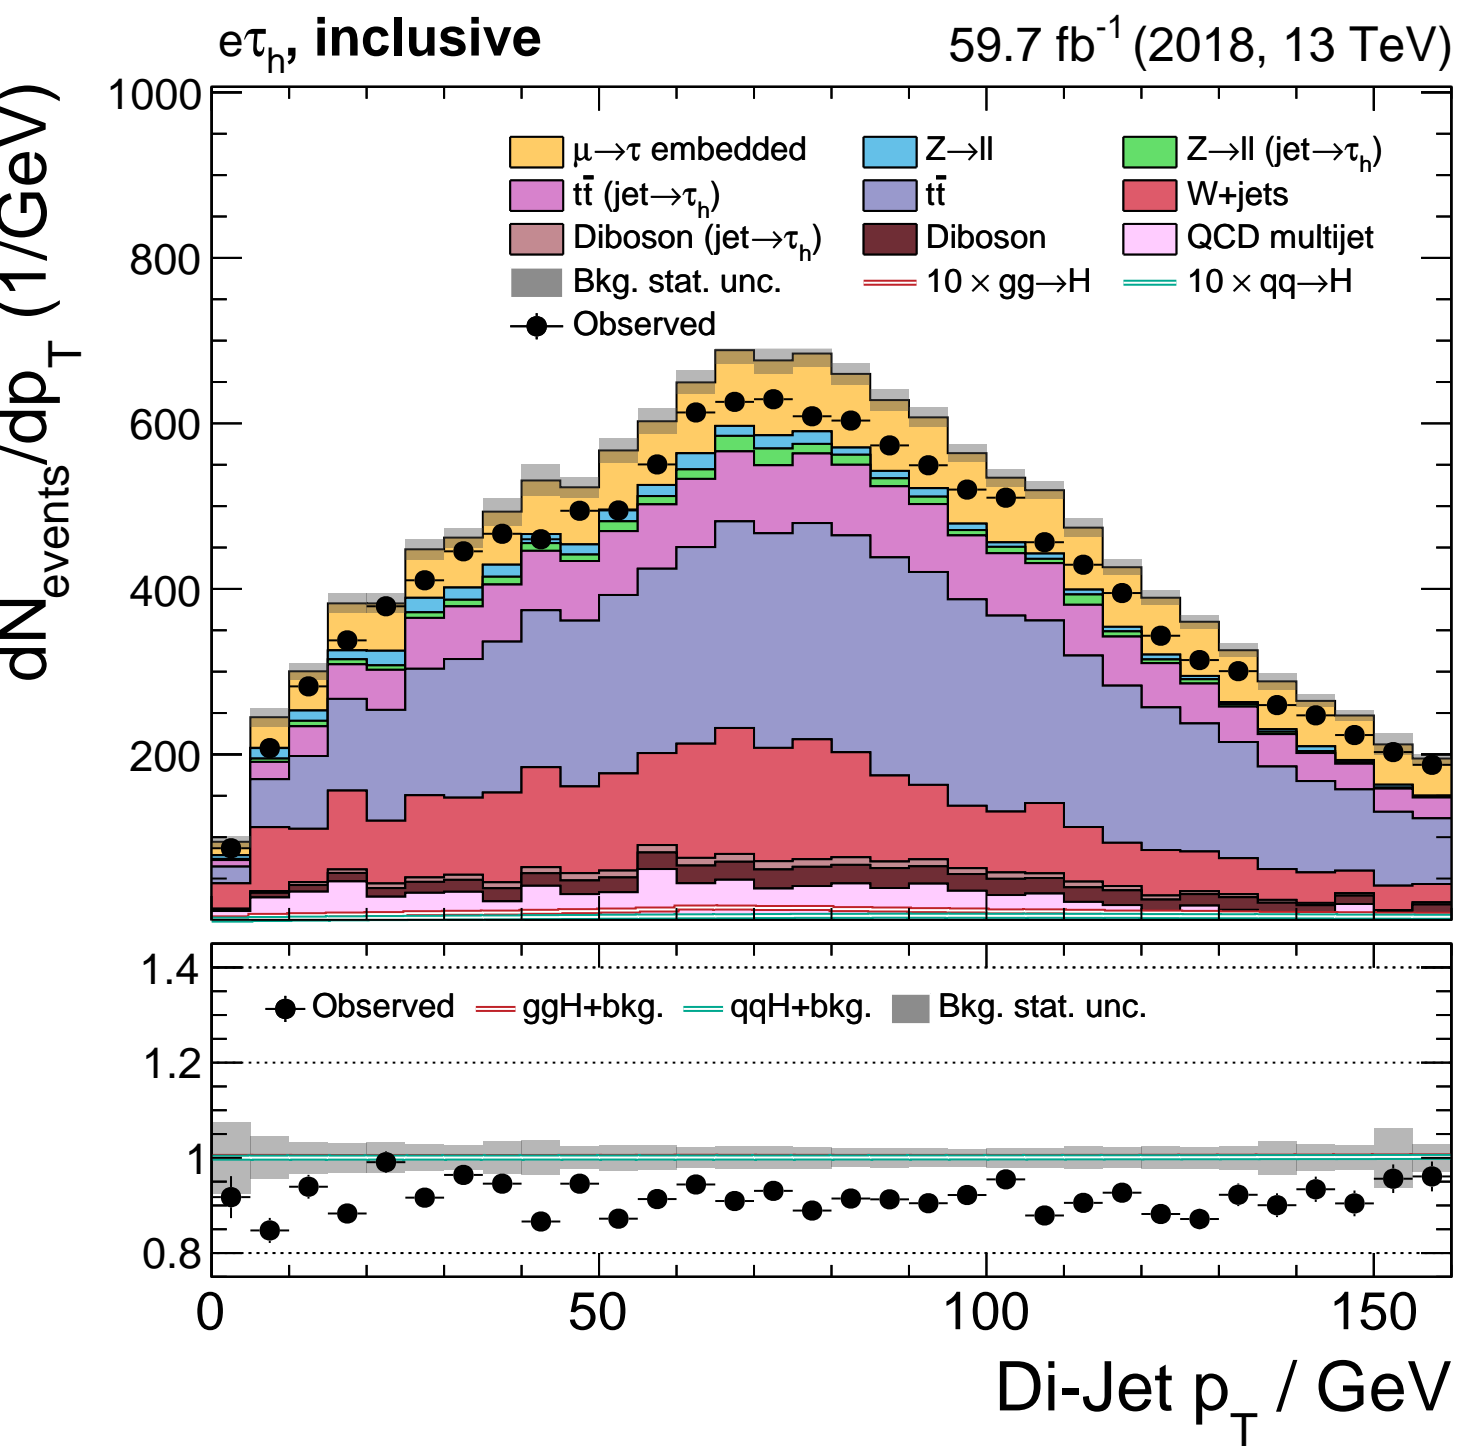 eτh, inclusive 59.7 fb-1 (2018, 13 TeV)
dNevents/dpT (1/GeV)
1000
800
600
400
200
μ→τ embedded Z→ll Z→ll (jet→τh)
tt̄ (jet→τh) tt̄ W+jets
Diboson (jet→τh) Diboson QCD multijet
Bkg. stat. unc. 10 × gg→H 10 × qq→H
Observed
1.4
1.2
1
0.8
Observed ggH+bkg. qqH+bkg. Bkg. stat. unc.
0 50 100 150
Di-Jet pT / GeV